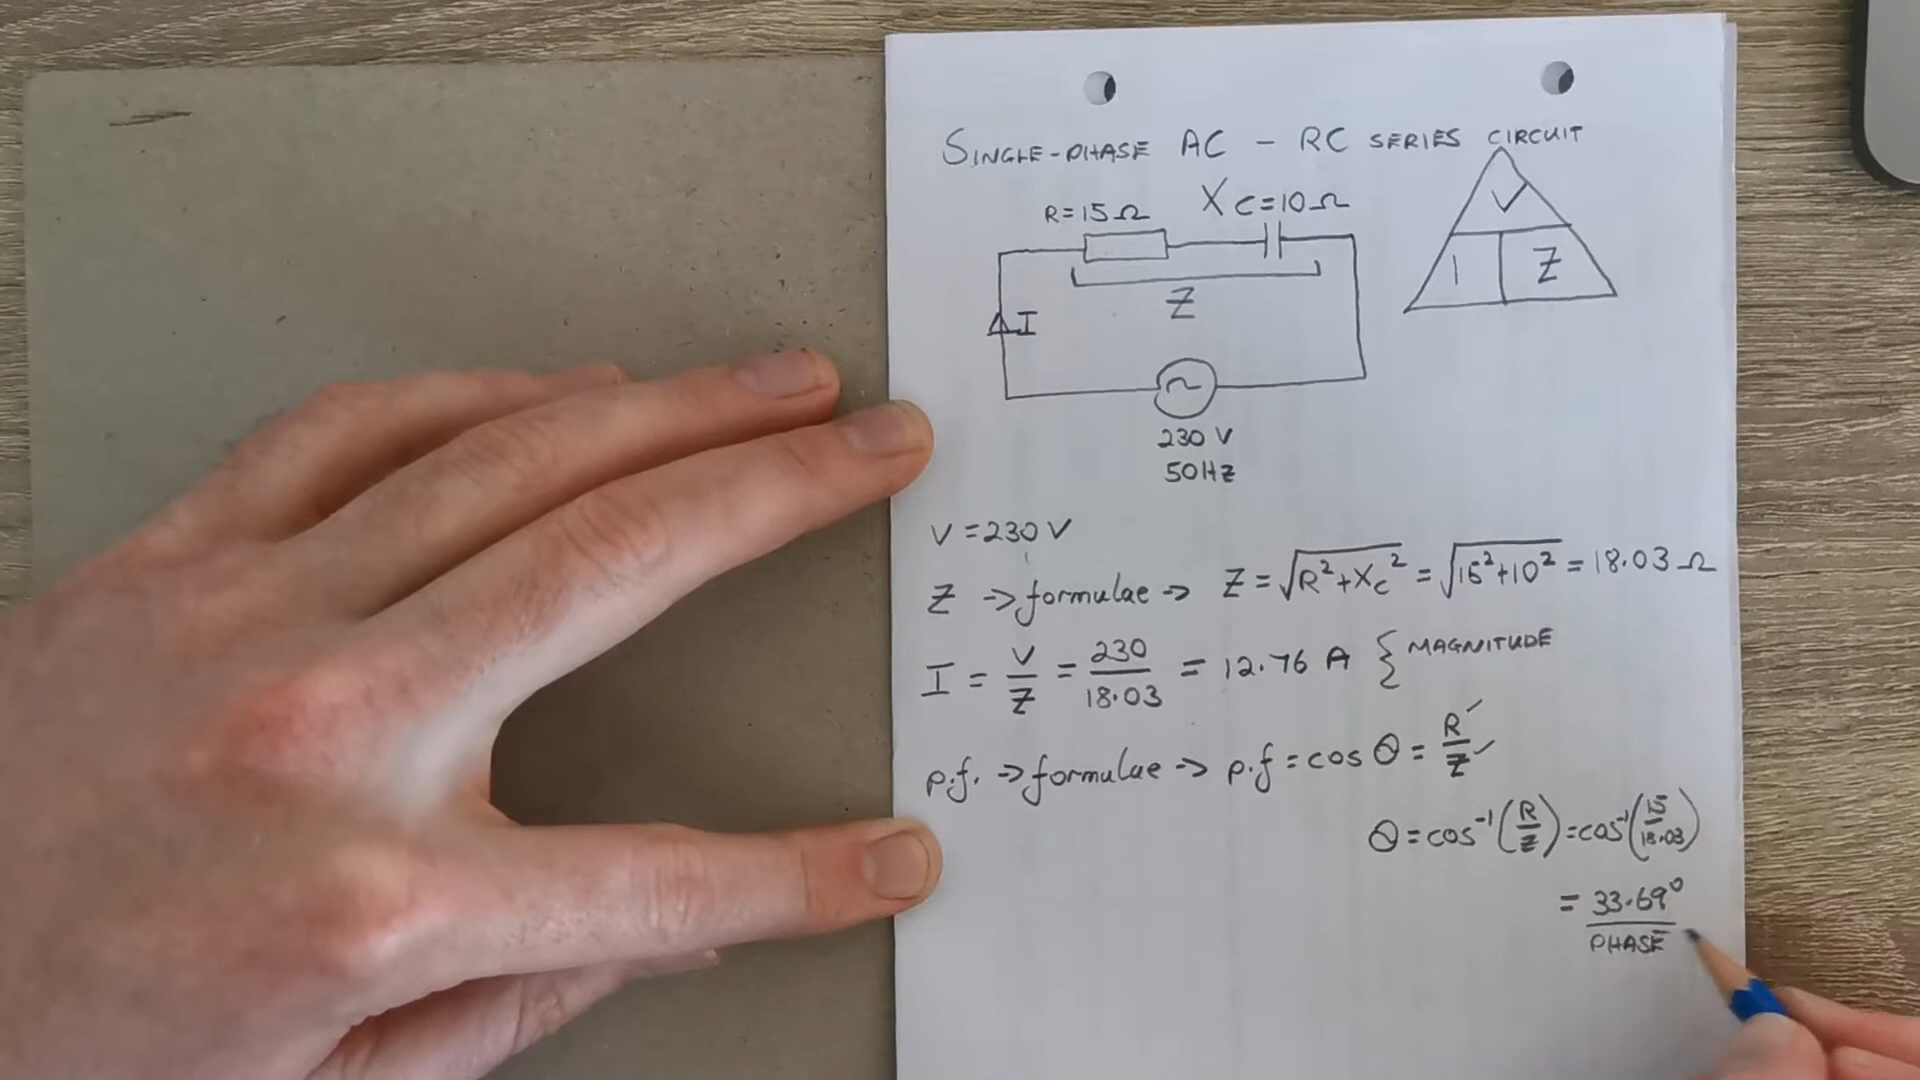 SINGLE-PHASE AC - RC SERIES CIRCUIT
R=15Ω XC=10Ω
V
I Z
Z
I
230 V
50Hz
V = 230 V
Z → formulae → Z = √R²+Xc² = √15²+10² = 18.03 Ω
I = V/Z = 230/18.03 = 12.76 A { MAGNITUDE
p.f. → formulae → p.f = cos θ = R/Z
θ = cos⁻¹(R/Z) = cos⁻¹(15/18.03)
= 33.69°
PHASE